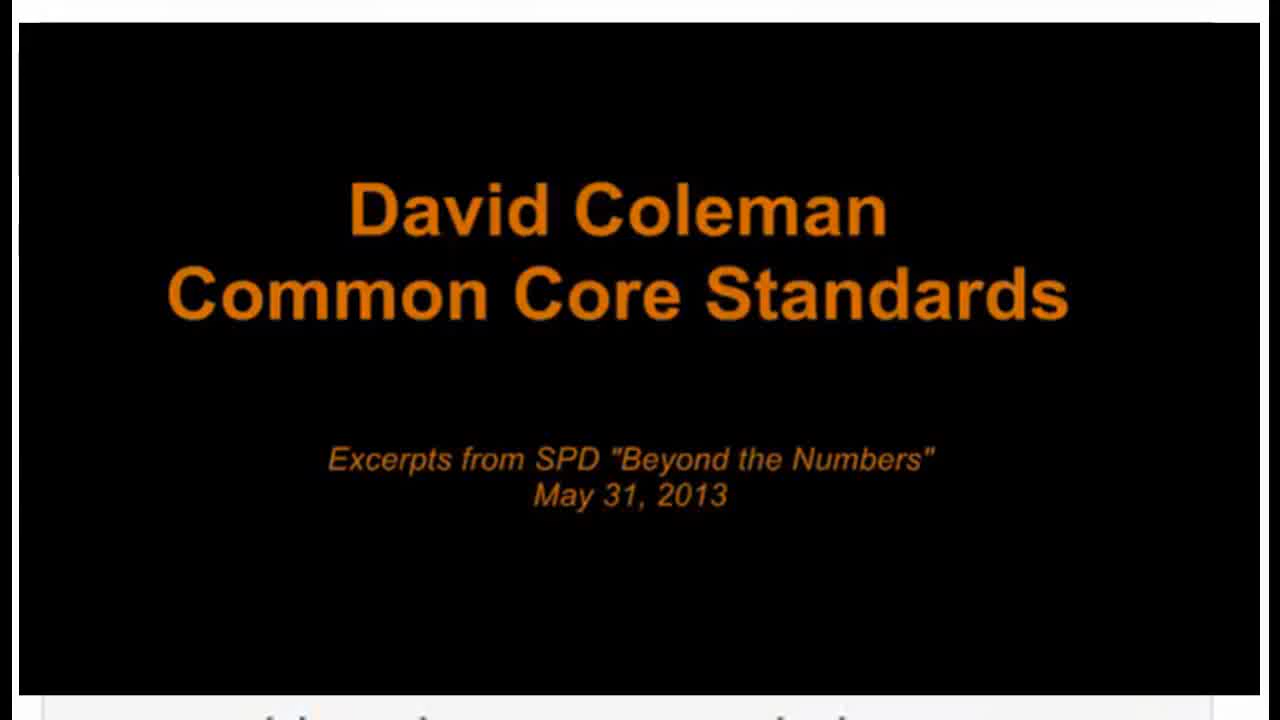 David Coleman
Common Core Standards
Excerpts from SPD "Beyond the Numbers"
May 31, 2013